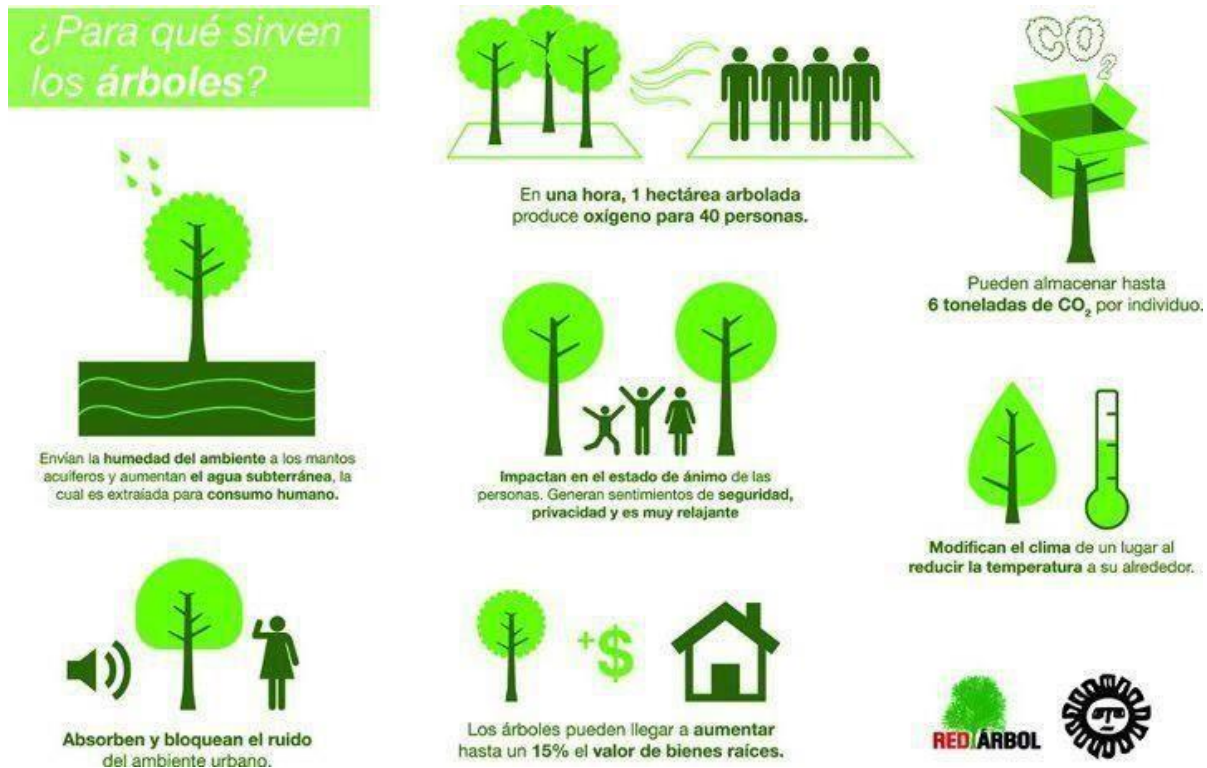 ¿Para qué sirven
los árboles?
Envían la humedad del ambiente a los mantos
acuíferos y aumentan el agua subterránea, la
cual es extraíada para consumo humano.
Absorben y bloquean el ruido
del ambiente urbano.
En una hora, 1 hectárea arbolada
produce oxígeno para 40 personas.
Impactan en el estado de ánimo de las
personas. Generan sentimientos de seguridad,
privacidad y es muy relajante
+$
Los árboles pueden llegar a aumentar
hasta un 15% el valor de bienes raíces.
CO₂
Pueden almacenar hasta
6 toneladas de CO₂ por individuo.
Modifican el clima de un lugar al
reducir la temperatura a su alrededor.
RED ÁRBOL